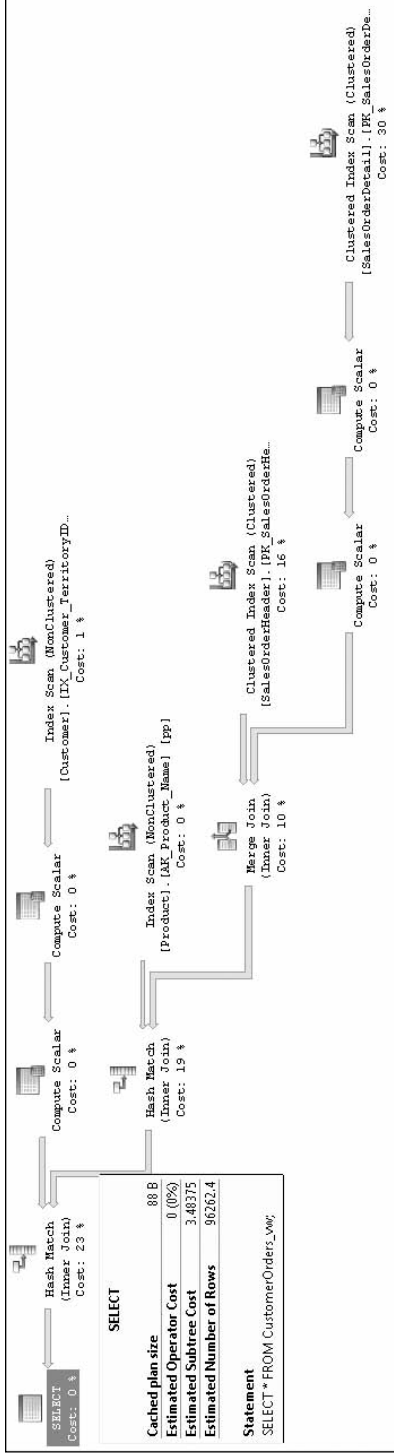 SELECT
Cost: 0 %
Hash Match
(Inner Join)
Cost: 23 %
Compute Scalar
Cost: 0 %
Compute Scalar
Cost: 0 %
Index Scan (NonClustered)
[Customer].[IX_Customer_TerritoryID…
Cost: 1 %
Hash Match
(Inner Join)
Cost: 19 %
Index Scan (NonClustered)
[Product].[AK_Product_Name] [pp]
Cost: 0 %
Merge Join
(Inner Join)
Cost: 10 %
Clustered Index Scan (Clustered)
[SalesOrderHeader].[PK_SalesOrderHe…
Cost: 16 %
Compute Scalar
Cost: 0 %
Compute Scalar
Cost: 0 %
Clustered Index Scan (Clustered)
[SalesOrderDetail].[PK_SalesOrderDe…
Cost: 30 %
SELECT
Cached plan size 88 B
Estimated Operator Cost 0 (0%)
Estimated Subtree Cost 3.48375
Estimated Number of Rows 96262.4
Statement
SELECT * FROM CustomerOrders_vw;